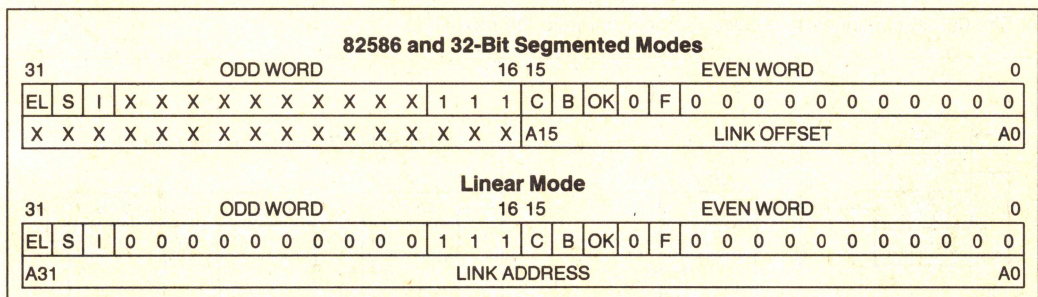 82586 and 32-Bit Segmented Modes
31 ODD WORD 16 15 EVEN WORD 0
EL S I X X X X X X X X X X 1 1 1 C B OK 0 F 0 0 0 0 0 0 0 0 0 0 0
X X X X X X X X X X X X X X X X A15 LINK OFFSET A0
Linear Mode
31 ODD WORD 16 15 EVEN WORD 0
EL S I 0 0 0 0 0 0 0 0 0 0 1 1 1 C B OK 0 F 0 0 0 0 0 0 0 0 0 0 0
A31 LINK ADDRESS A0